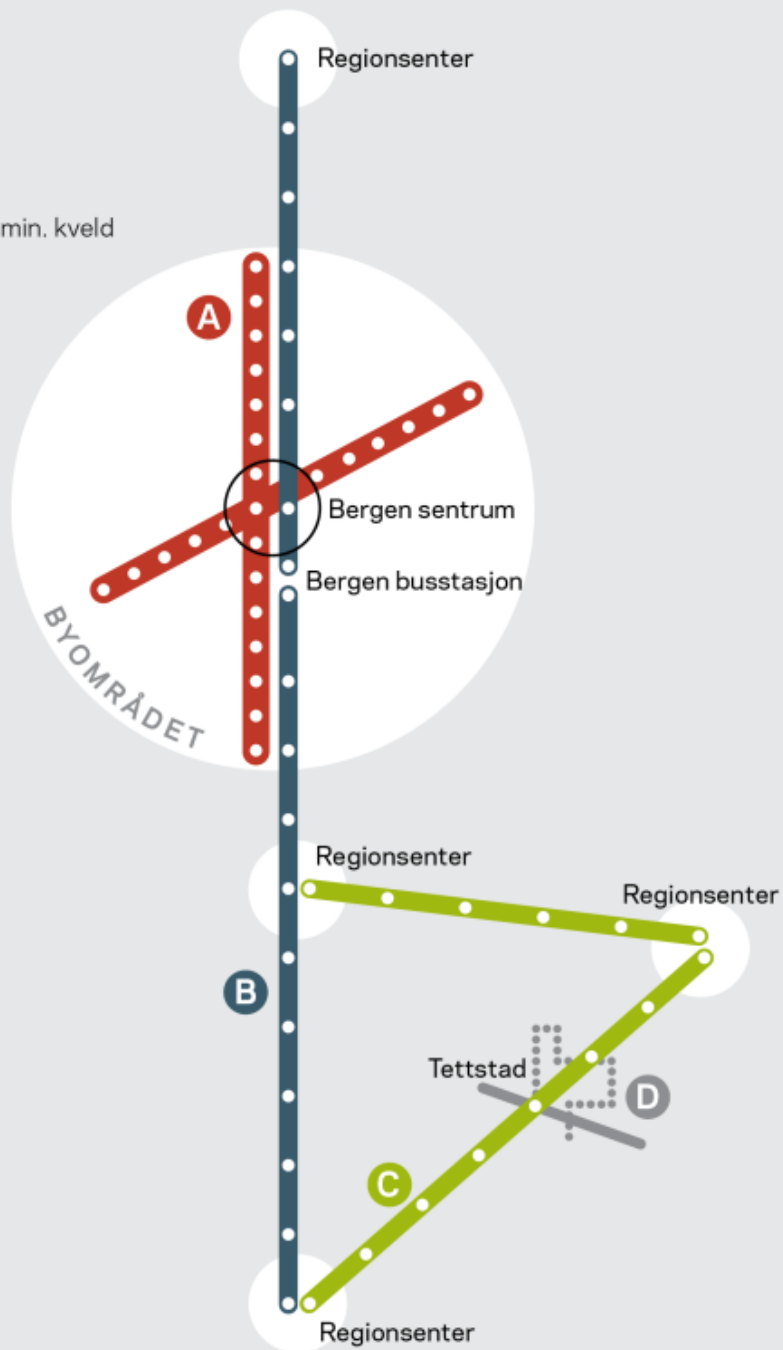 Regionsenter
min. kveld
A
Bergen sentrum
Bergen busstasjon
BYOMRÅDET
Regionsenter
Regionsenter
B
Tettstad
D
C
Regionsenter